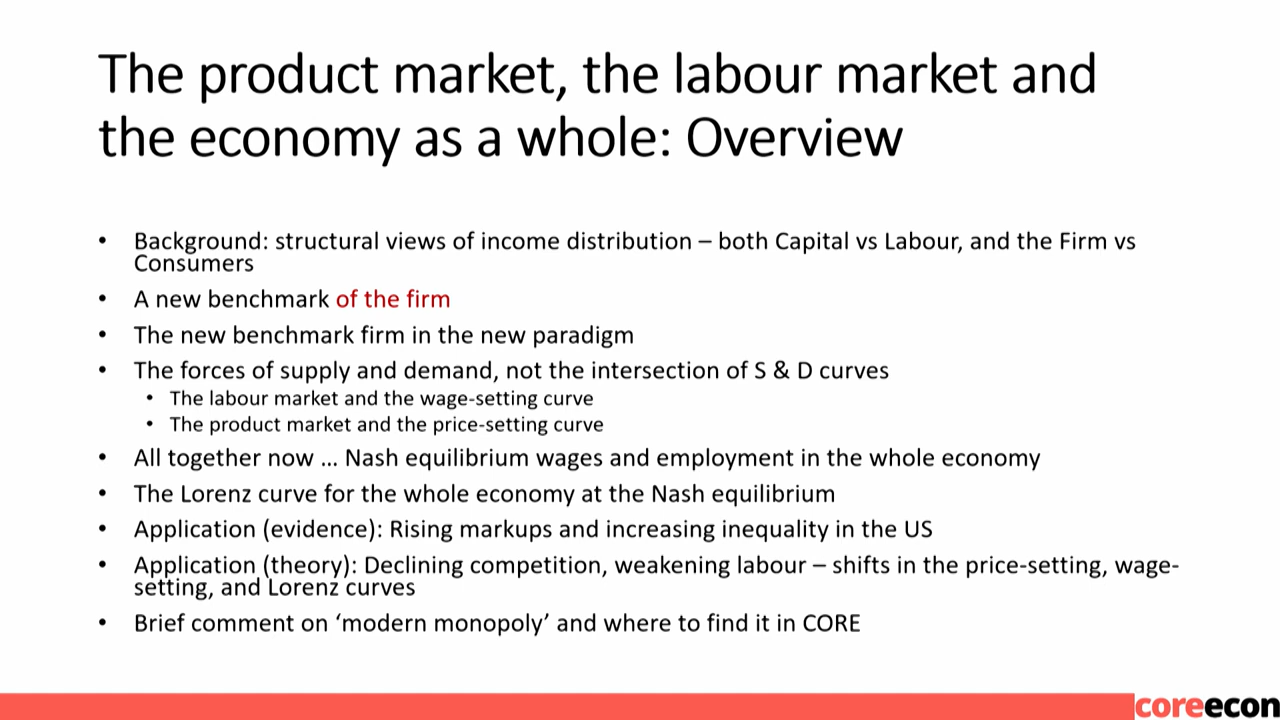 The product market, the labour market and
the economy as a whole: Overview
• Background: structural views of income distribution – both Capital vs Labour, and the Firm vs
Consumers
• A new benchmark of the firm
• The new benchmark firm in the new paradigm
• The forces of supply and demand, not the intersection of S & D curves
• The labour market and the wage-setting curve
• The product market and the price-setting curve
• All together now ... Nash equilibrium wages and employment in the whole economy
• The Lorenz curve for the whole economy at the Nash equilibrium
• Application (evidence): Rising markups and increasing inequality in the US
• Application (theory): Declining competition, weakening labour – shifts in the price-setting, wage-
setting, and Lorenz curves
• Brief comment on ‘modern monopoly’ and where to find it in CORE
coreecon